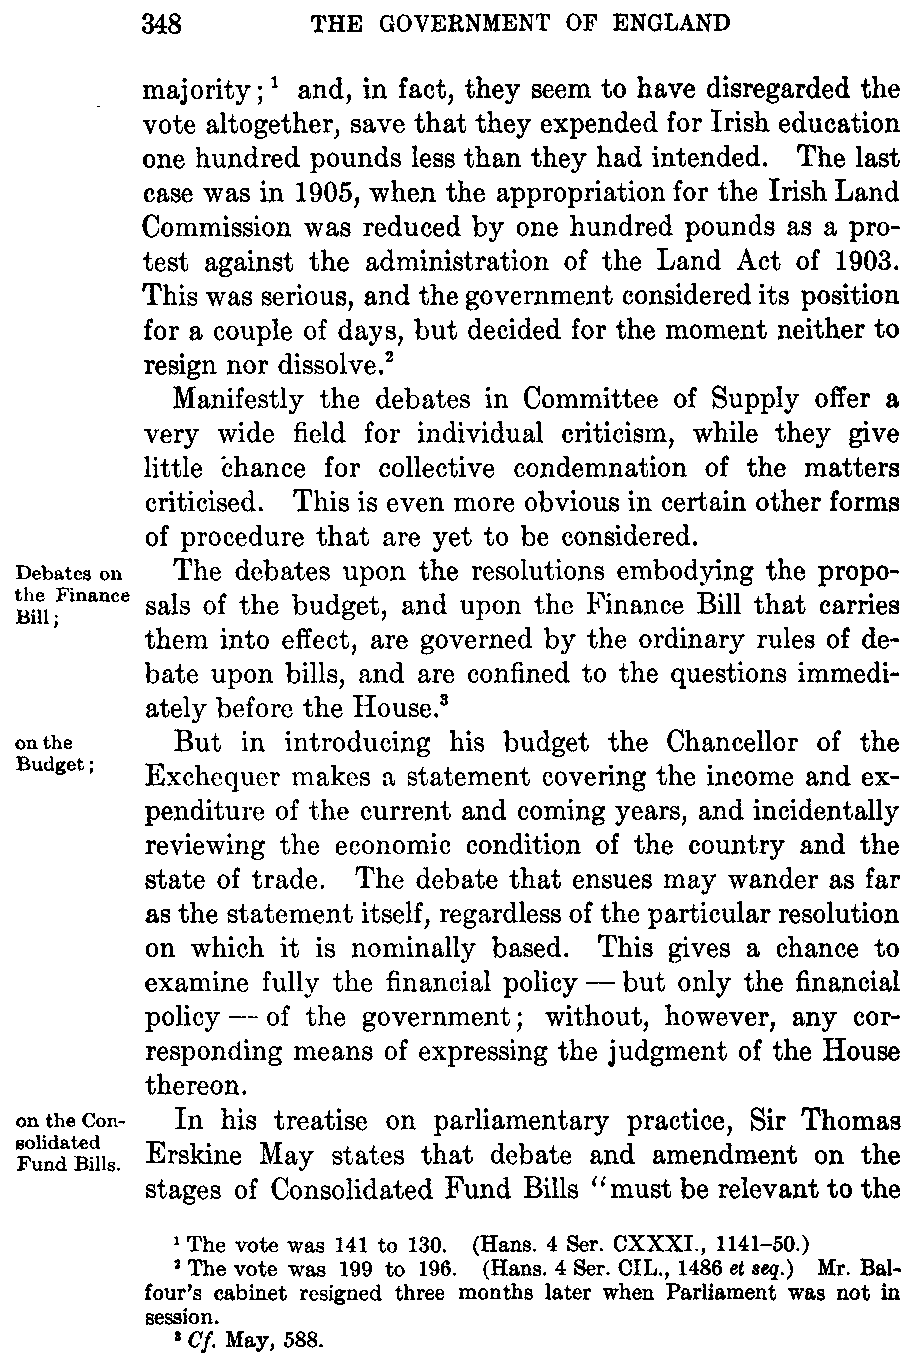 348 THE GOVERNMENT OF ENGLAND
majority;¹ and, in fact, they seem to have disregarded the
vote altogether, save that they expended for Irish education
one hundred pounds less than they had intended. The last
case was in 1905, when the appropriation for the Irish Land
Commission was reduced by one hundred pounds as a pro-
test against the administration of the Land Act of 1903.
This was serious, and the government considered its position
for a couple of days, but decided for the moment neither to
resign nor dissolve.²
Manifestly the debates in Committee of Supply offer a
very wide field for individual criticism, while they give
little chance for collective condemnation of the matters
criticised. This is even more obvious in certain other forms
of procedure that are yet to be considered.
Debates on
the Finance
Bill;
The debates upon the resolutions embodying the propo-
sals of the budget, and upon the Finance Bill that carries
them into effect, are governed by the ordinary rules of de-
bate upon bills, and are confined to the questions immedi-
ately before the House.³
on the
Budget;
But in introducing his budget the Chancellor of the
Exchequer makes a statement covering the income and ex-
penditure of the current and coming years, and incidentally
reviewing the economic condition of the country and the
state of trade. The debate that ensues may wander as far
as the statement itself, regardless of the particular resolution
on which it is nominally based. This gives a chance to
examine fully the financial policy — but only the financial
policy — of the government; without, however, any cor-
responding means of expressing the judgment of the House
thereon.
on the Con-
solidated
Fund Bills.
In his treatise on parliamentary practice, Sir Thomas
Erskine May states that debate and amendment on the
stages of Consolidated Fund Bills "must be relevant to the
¹ The vote was 141 to 130. (Hans. 4 Ser. CXXXI., 1141–50.)
² The vote was 199 to 196. (Hans. 4 Ser. CIL., 1486 et seq.) Mr. Bal-
four's cabinet resigned three months later when Parliament was not in
session.
³ Cf. May, 588.